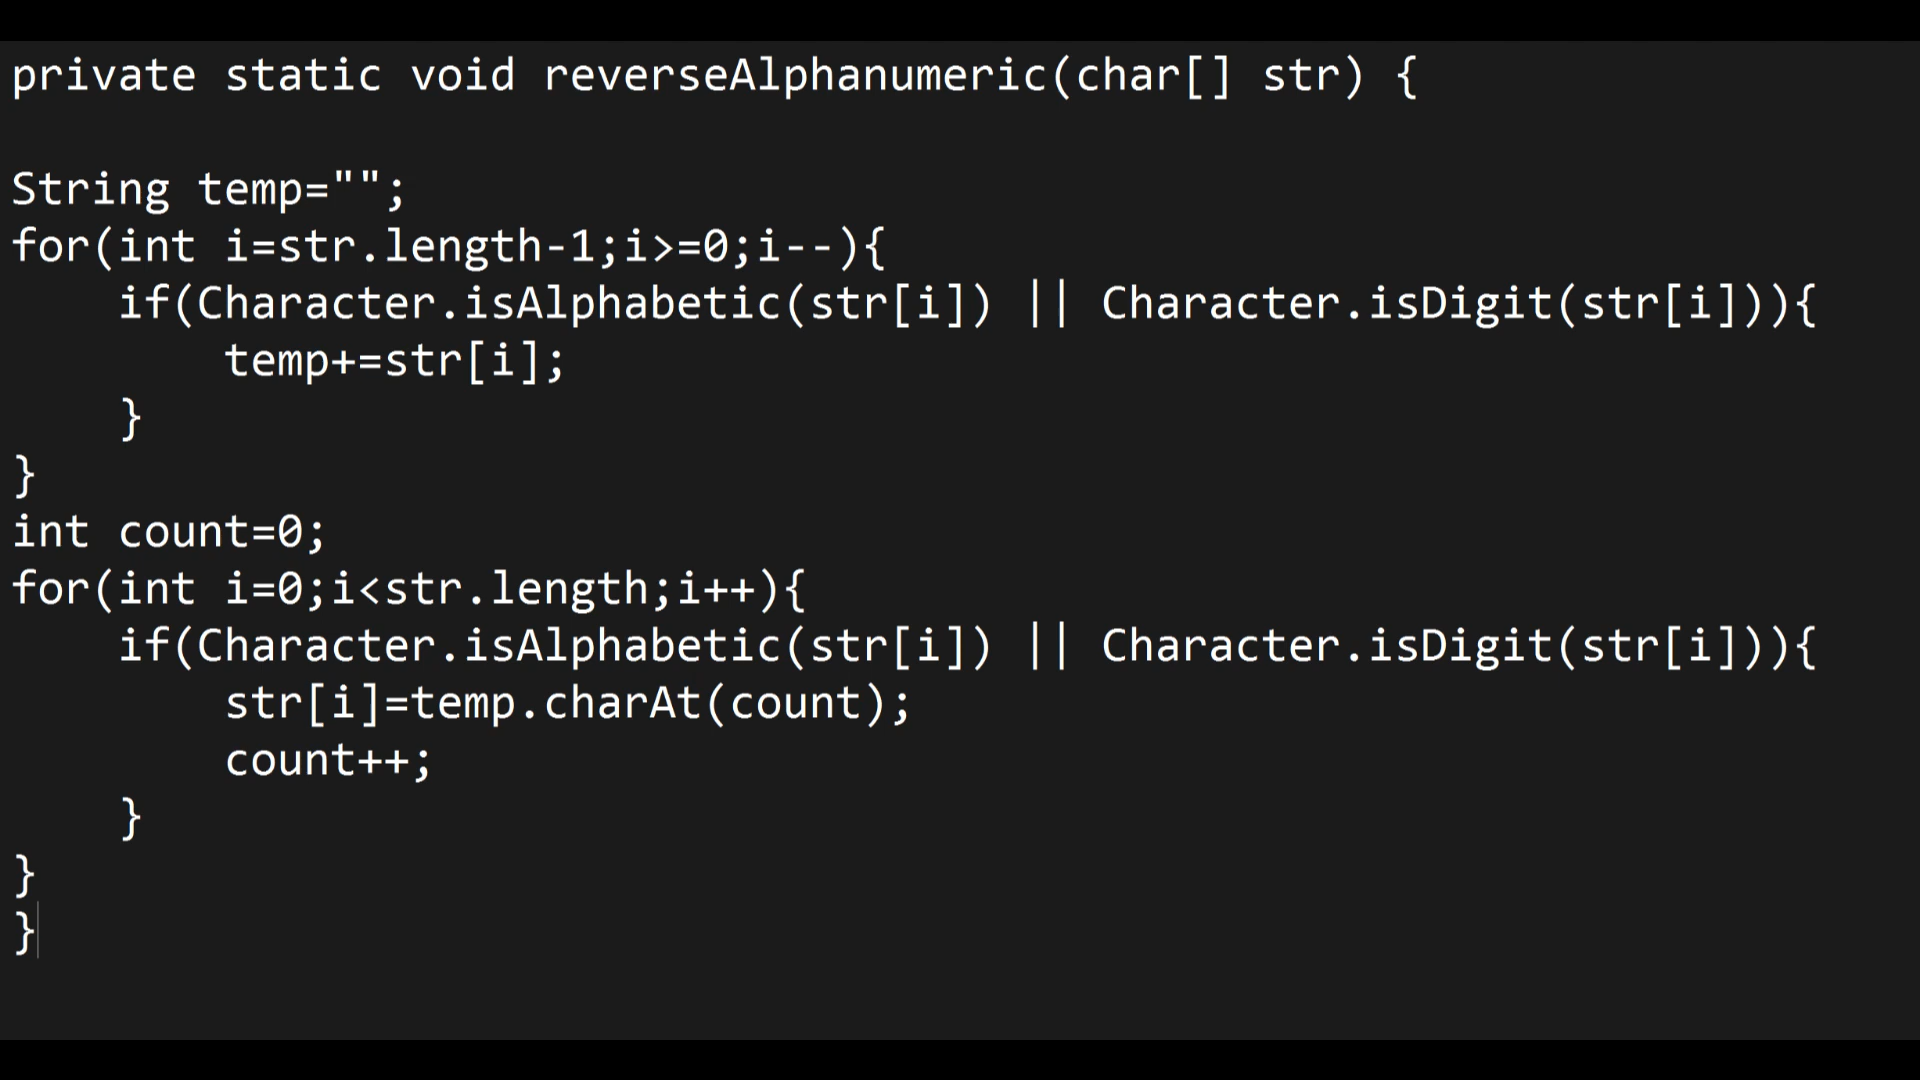 private static void reverseAlphanumeric(char[] str) {
String temp="";
for(int i=str.length-1;i>=0;i--){
    if(Character.isAlphabetic(str[i]) || Character.isDigit(str[i])){
        temp+=str[i];
    }
}
int count=0;
for(int i=0;i<str.length;i++){
    if(Character.isAlphabetic(str[i]) || Character.isDigit(str[i])){
        str[i]=temp.charAt(count);
        count++;
    }
}
}